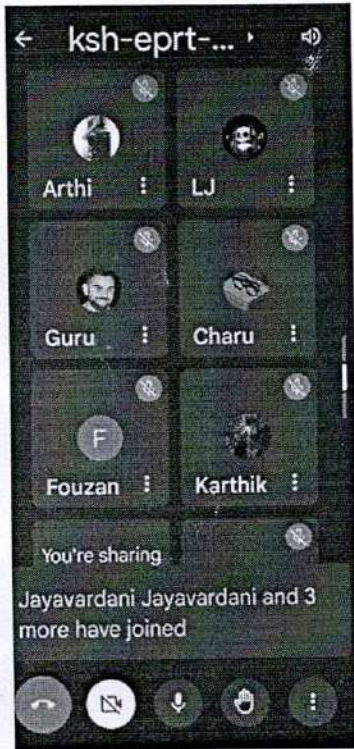 ksh-eprt-...
Arthi
LJ
Guru
Charu
F
Fouzan
Karthik
You're sharing
Jayavardani Jayavardani and 3
more have joined